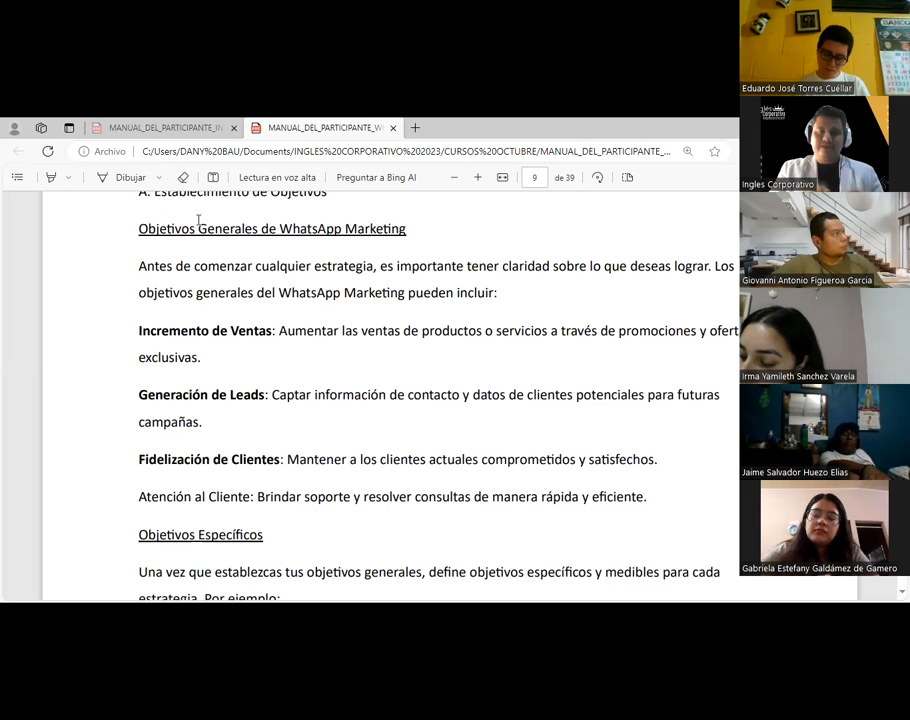 MANUAL_DEL_PARTICIPANTE_IN
MANUAL_DEL_PARTICIPANTE_W
Archivo
C:/Users/DANY%20BAU/Documents/INGLES%20CORPORATIVO%202023/CURSOS%20OCTUBRE/MANUAL_DEL_PARTICIPANTE_...
Dibujar
Lectura en voz alta
Preguntar a Bing AI
9
de 39
A. Establecimiento de Objetivos
Objetivos Generales de WhatsApp Marketing
Antes de comenzar cualquier estrategia, es importante tener claridad sobre lo que deseas lograr. Los
objetivos generales del WhatsApp Marketing pueden incluir:
Incremento de Ventas: Aumentar las ventas de productos o servicios a través de promociones y ofert
exclusivas.
Generación de Leads: Captar información de contacto y datos de clientes potenciales para futuras
campañas.
Fidelización de Clientes: Mantener a los clientes actuales comprometidos y satisfechos.
Atención al Cliente: Brindar soporte y resolver consultas de manera rápida y eficiente.
Objetivos Específicos
Una vez que establezcas tus objetivos generales, define objetivos específicos y medibles para cada
estrategia. Por ejemplo:
Eduardo José Torres Cuéllar
Ingles Corporativo
Giovanni Antonio Figueroa Garcia
Irma Yamileth Sanchez Varela
Jaime Salvador Huezo Elias
Gabriela Estefany Galdámez de Gamero